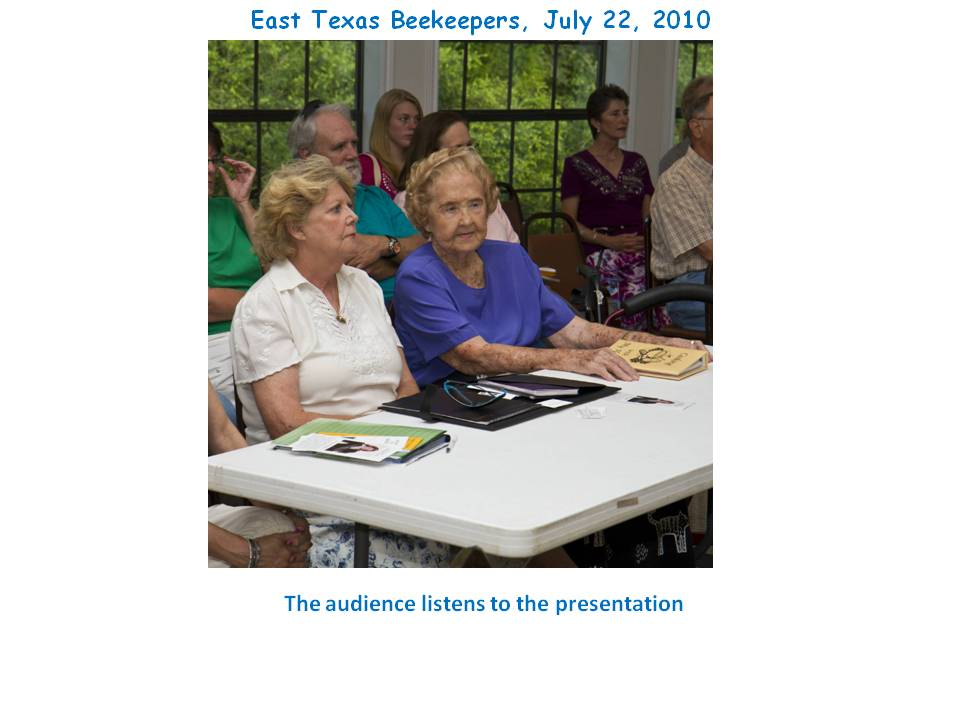 East Texas Beekeepers, July 22, 2010
The audience listens to the presentation